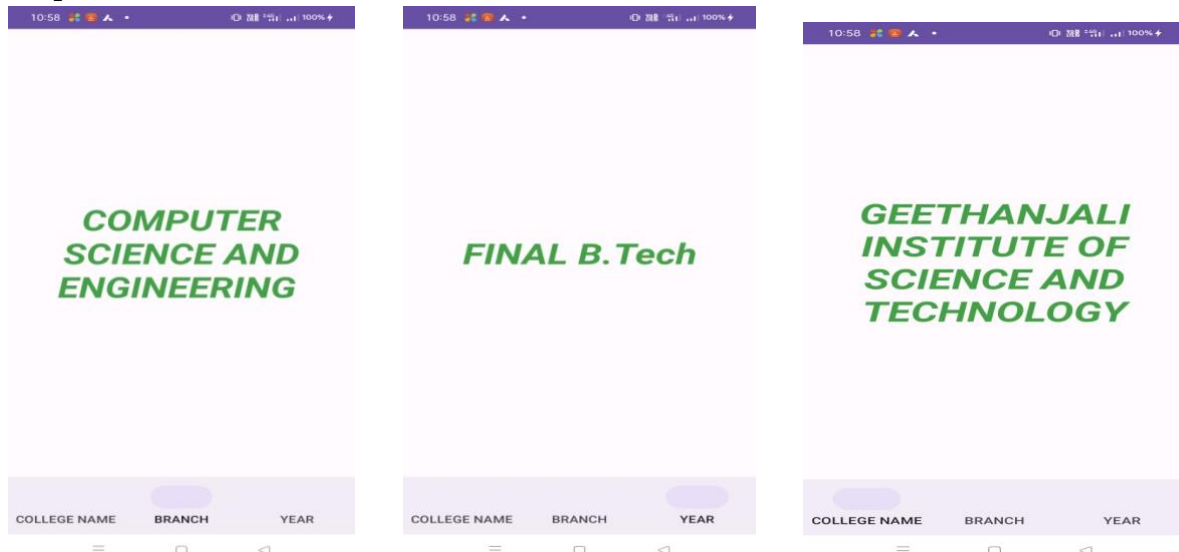 10:58
100%
COMPUTER
SCIENCE AND
ENGINEERING
COLLEGE NAME BRANCH YEAR
10:58
100%
FINAL B.Tech
COLLEGE NAME BRANCH YEAR
10:58
100%
GEETHANJALI
INSTITUTE OF
SCIENCE AND
TECHNOLOGY
COLLEGE NAME BRANCH YEAR